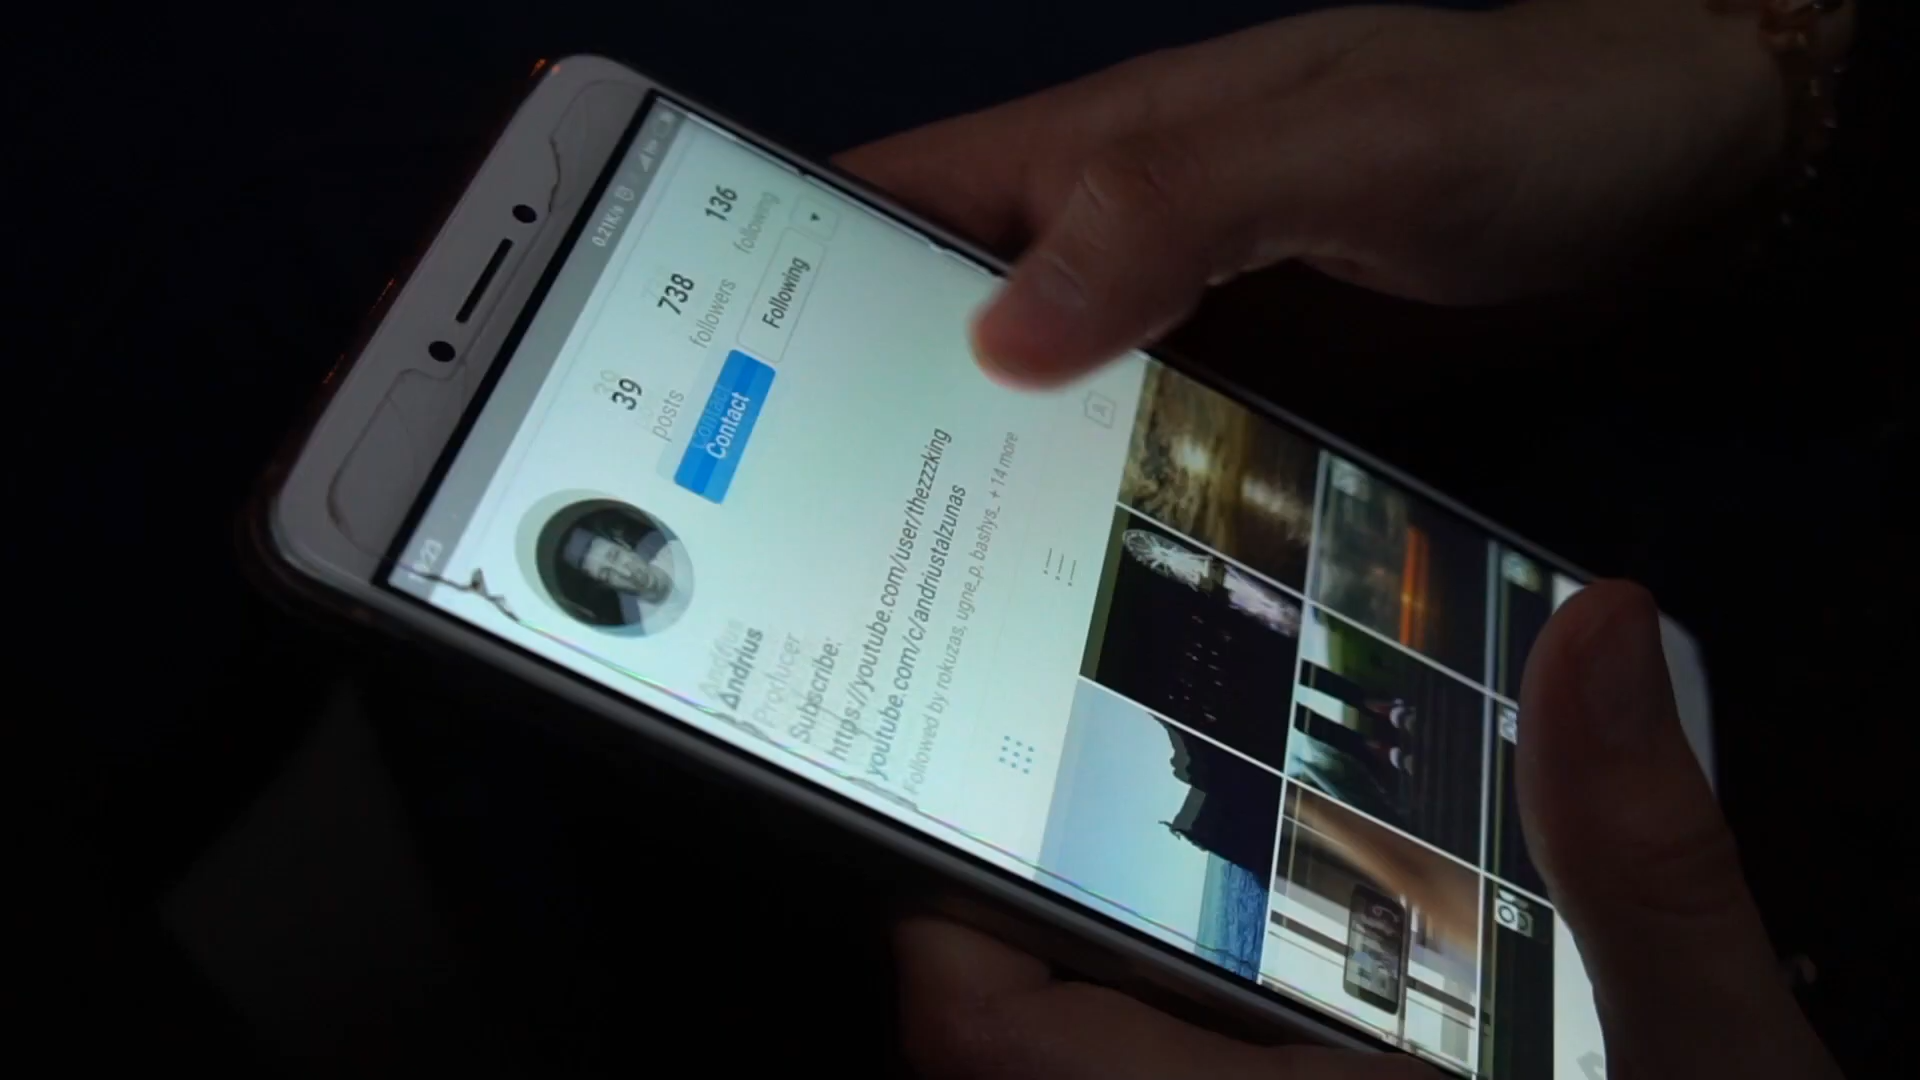 0.21K/s
39
738
136
posts
followers
following
Contact
Following
Andrius
Producer
Subscribe:
https://youtube.com/user/thezzzking
youtube.com/c/andriustalzunas
Followed by rokuzas, ugne_p, bashys_ + 14 more